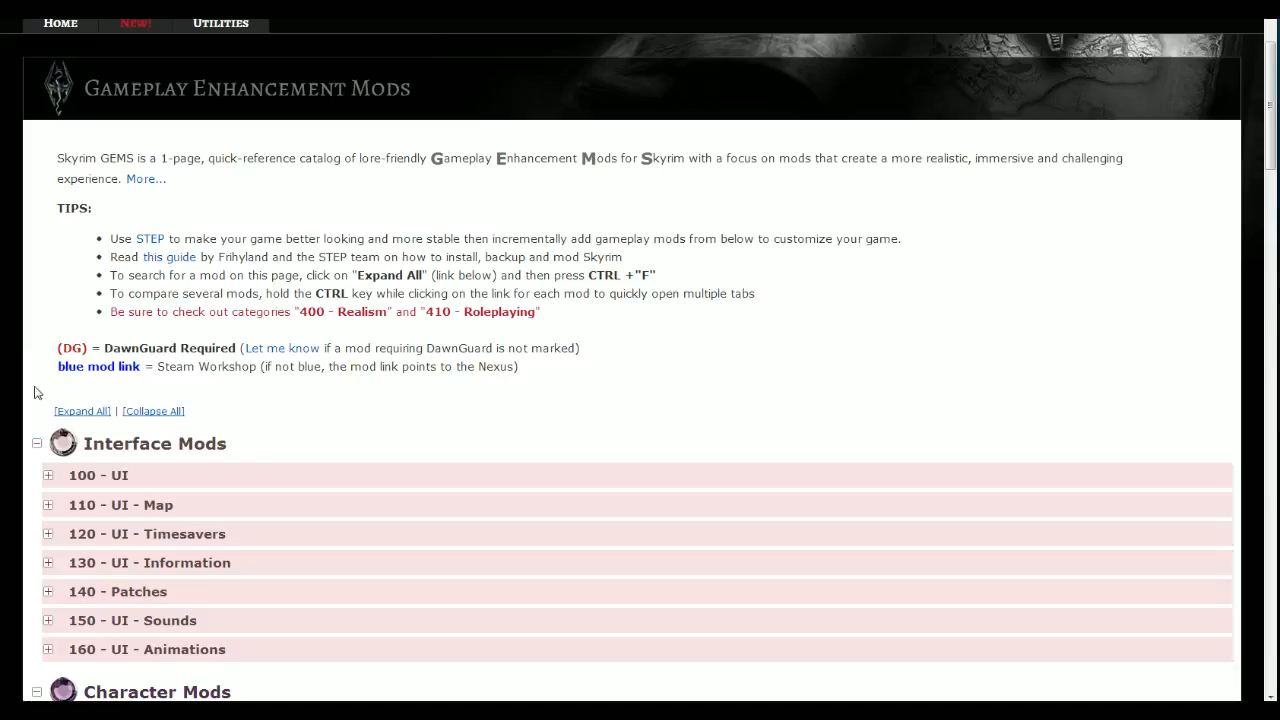 Home New! Utilities
Gameplay Enhancement Mods
Skyrim GEMS is a 1-page, quick-reference catalog of lore-friendly Gameplay Enhancement Mods for Skyrim with a focus on mods that create a more realistic, immersive and challenging
experience. More...
TIPS:
Use STEP to make your game better looking and more stable then incrementally add gameplay mods from below to customize your game.
Read this guide by Frihyland and the STEP team on how to install, backup and mod Skyrim
To search for a mod on this page, click on "Expand All" (link below) and then press CTRL +"F"
To compare several mods, hold the CTRL key while clicking on the link for each mod to quickly open multiple tabs
Be sure to check out categories "400 - Realism" and "410 - Roleplaying"
(DG) = DawnGuard Required (Let me know if a mod requiring DawnGuard is not marked)
blue mod link = Steam Workshop (if not blue, the mod link points to the Nexus)
[Expand All] | [Collapse All]
Interface Mods
100 - UI
110 - UI - Map
120 - UI - Timesavers
130 - UI - Information
140 - Patches
150 - UI - Sounds
160 - UI - Animations
Character Mods